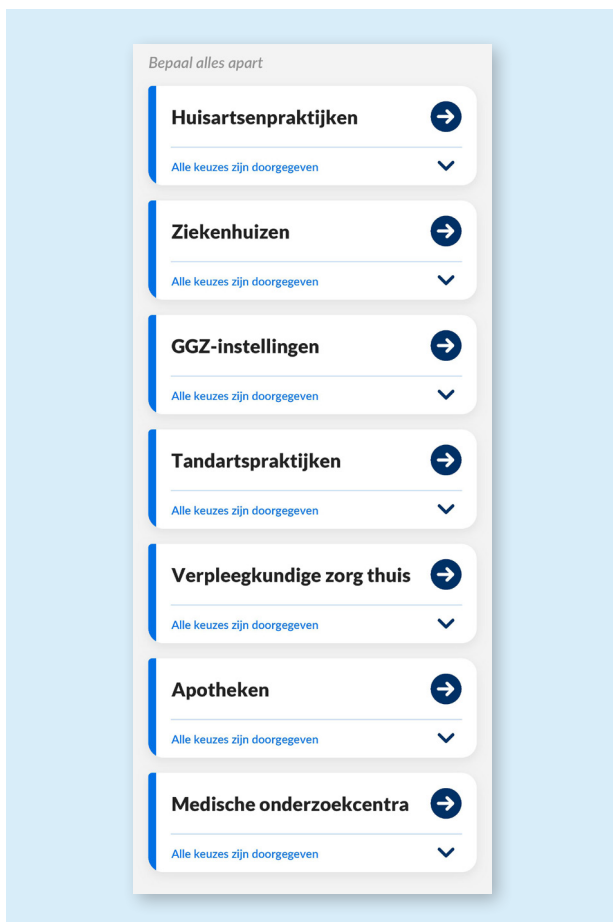 Bepaal alles apart
Huisartsenpraktijken
Alle keuzes zijn doorgegeven
Ziekenhuizen
Alle keuzes zijn doorgegeven
GGZ-instellingen
Alle keuzes zijn doorgegeven
Tandartspraktijken
Alle keuzes zijn doorgegeven
Verpleegkundige zorg thuis
Alle keuzes zijn doorgegeven
Apotheken
Alle keuzes zijn doorgegeven
Medische onderzoekcentra
Alle keuzes zijn doorgegeven